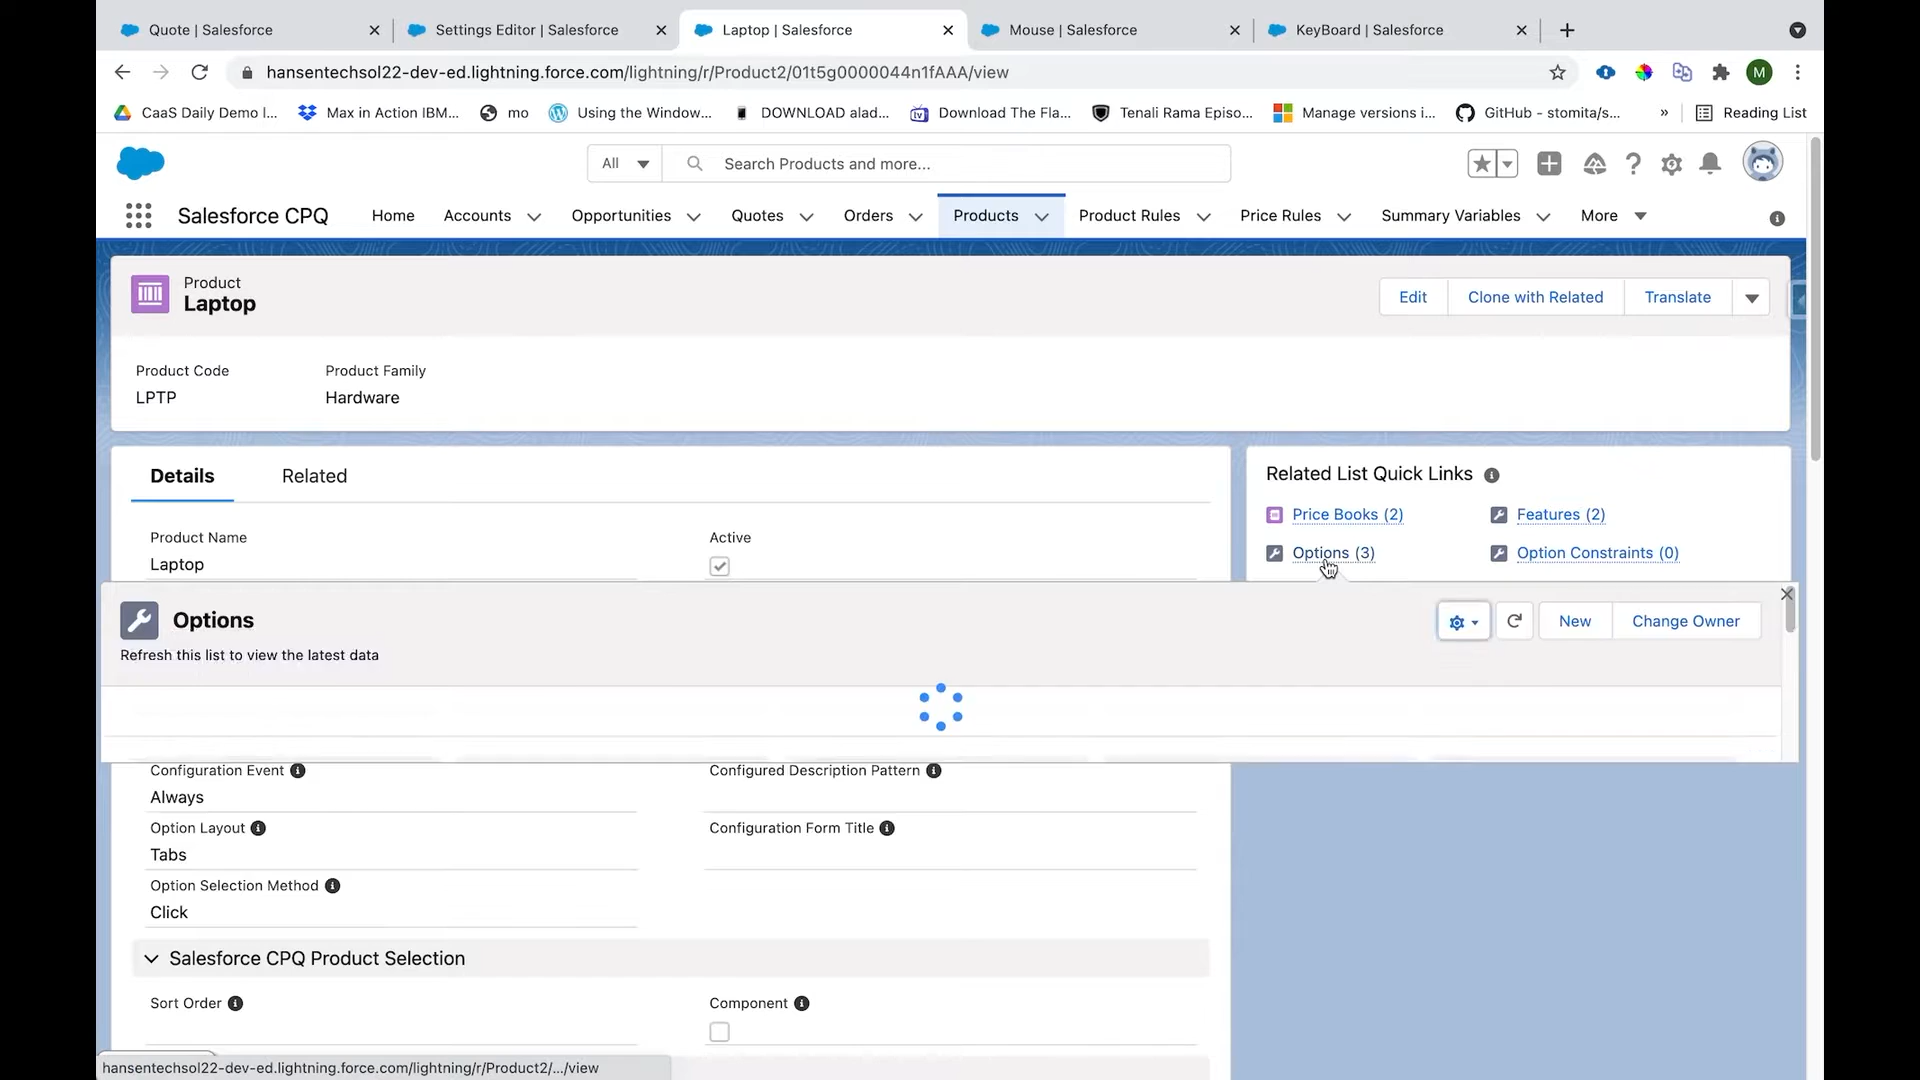 Quote | Salesforce
Settings Editor | Salesforce
Laptop | Salesforce
Mouse | Salesforce
KeyBoard | Salesforce
hansentechsol22-dev-ed.lightning.force.com/lightning/r/Product2/01t5g0000044n1fAAA/view
M
CaaS Daily Demo I...
Max in Action IBM...
mo
Using the Window...
DOWNLOAD alad...
tv
Download The Fla...
Tenali Rama Episo...
Manage versions i...
GitHub - stomita/s...
»
Reading List
All
Search Products and more...
Salesforce CPQ
Home
Accounts
Opportunities
Quotes
Orders
Products
Product Rules
Price Rules
Summary Variables
More
Product
Laptop
Edit
Clone with Related
Translate
Product Code
Product Family
LPTP
Hardware
Details
Related
Related List Quick Links
Price Books (2)
Features (2)
Options (3)
Option Constraints (0)
Product Name
Active
Laptop
Options
Refresh this list to view the latest data
New
Change Owner
Configuration Event
Configured Description Pattern
Always
Option Layout
Configuration Form Title
Tabs
Option Selection Method
Click
Salesforce CPQ Product Selection
Sort Order
Component
hansentechsol22-dev-ed.lightning.force.com/lightning/r/Product2/.../view